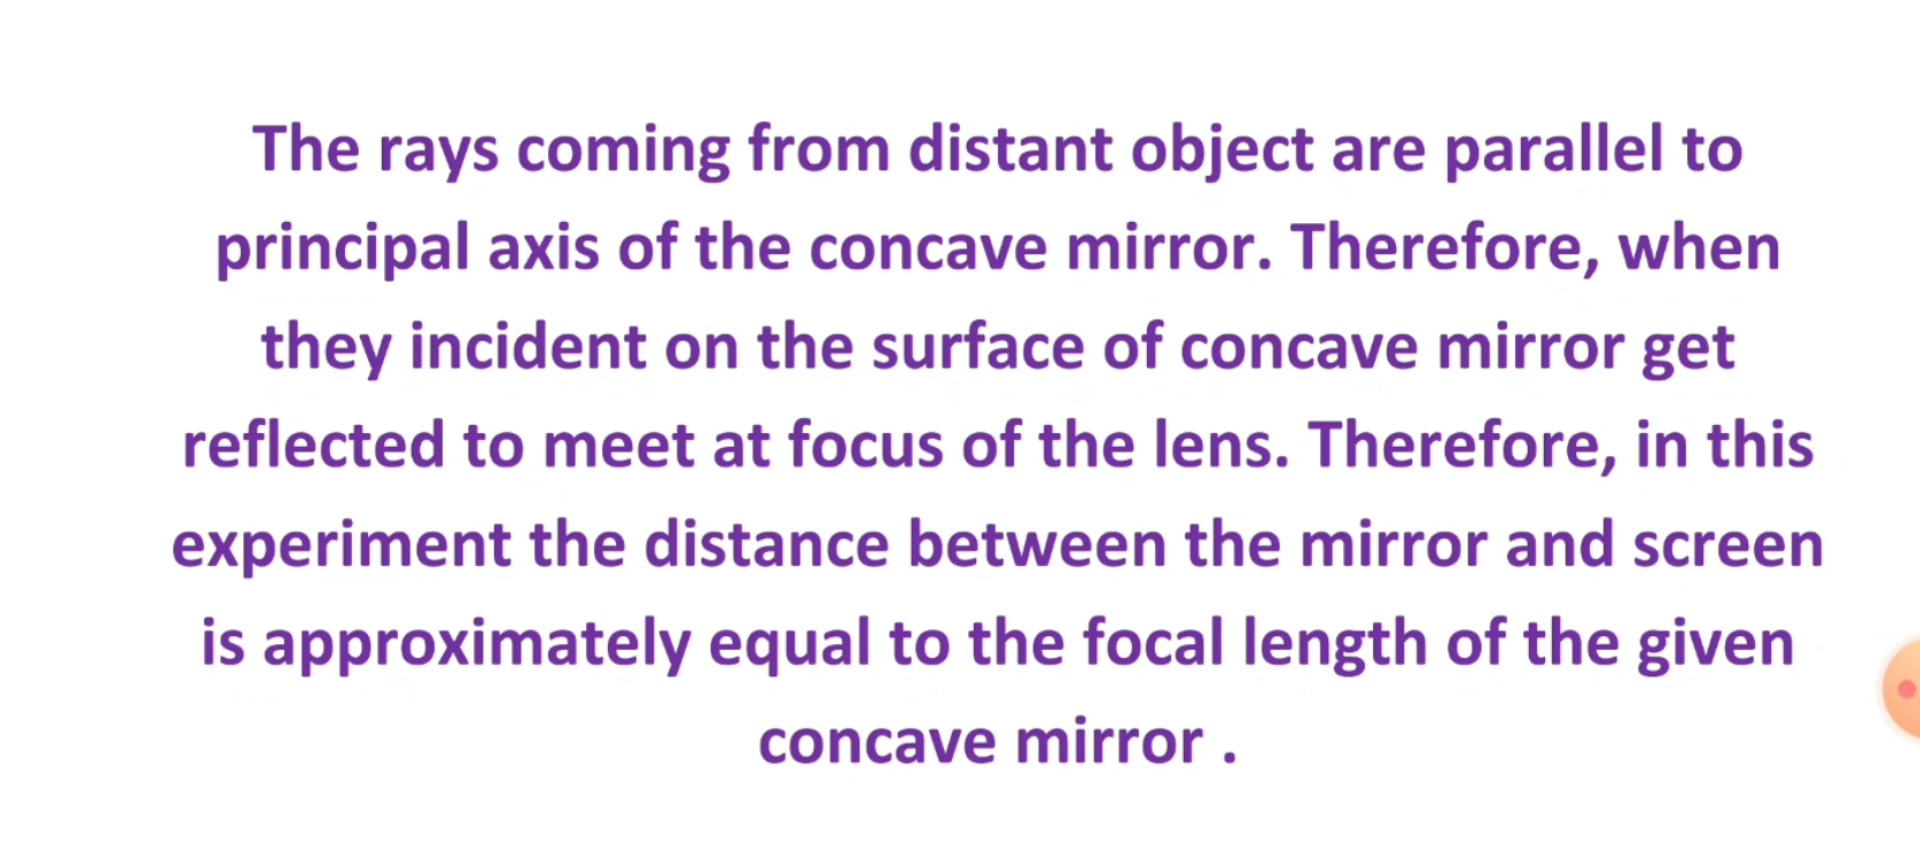 The rays coming from distant object are parallel to
principal axis of the concave mirror. Therefore, when
they incident on the surface of concave mirror get
reflected to meet at focus of the lens. Therefore, in this
experiment the distance between the mirror and screen
is approximately equal to the focal length of the given
concave mirror .